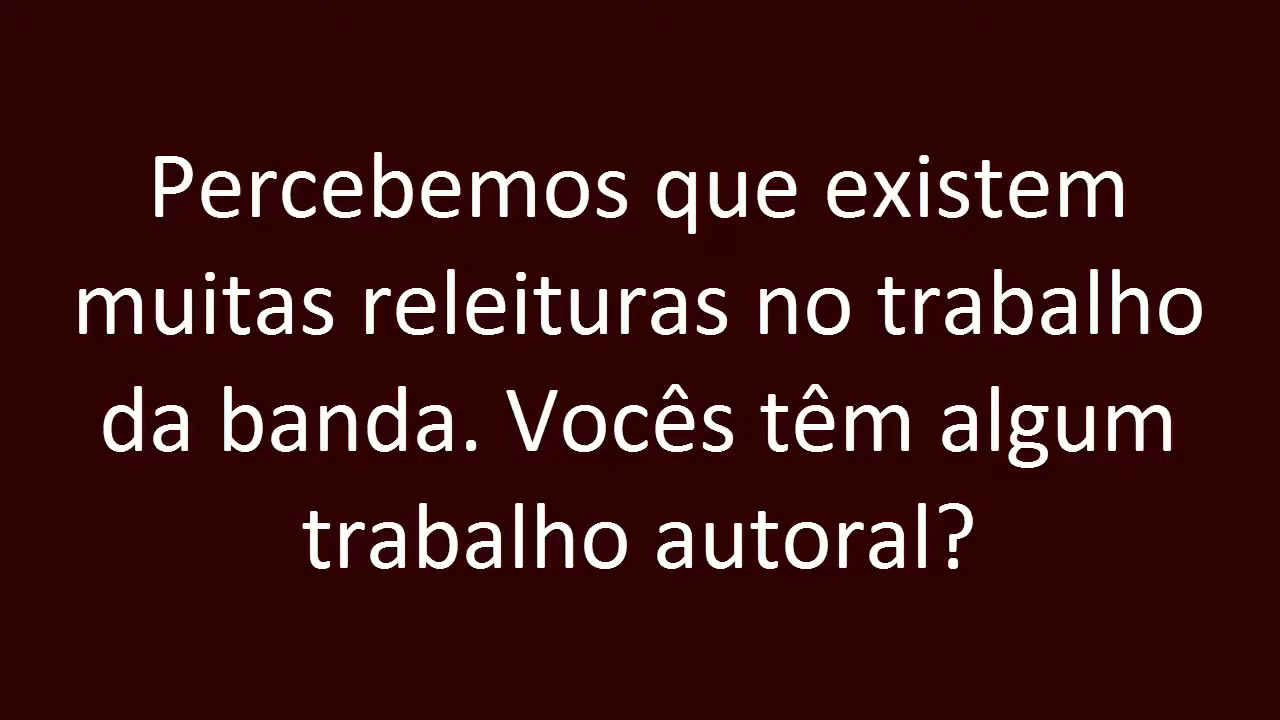 Percebemos que existem
muitas releituras no trabalho
da banda. Vocês têm algum
trabalho autoral?